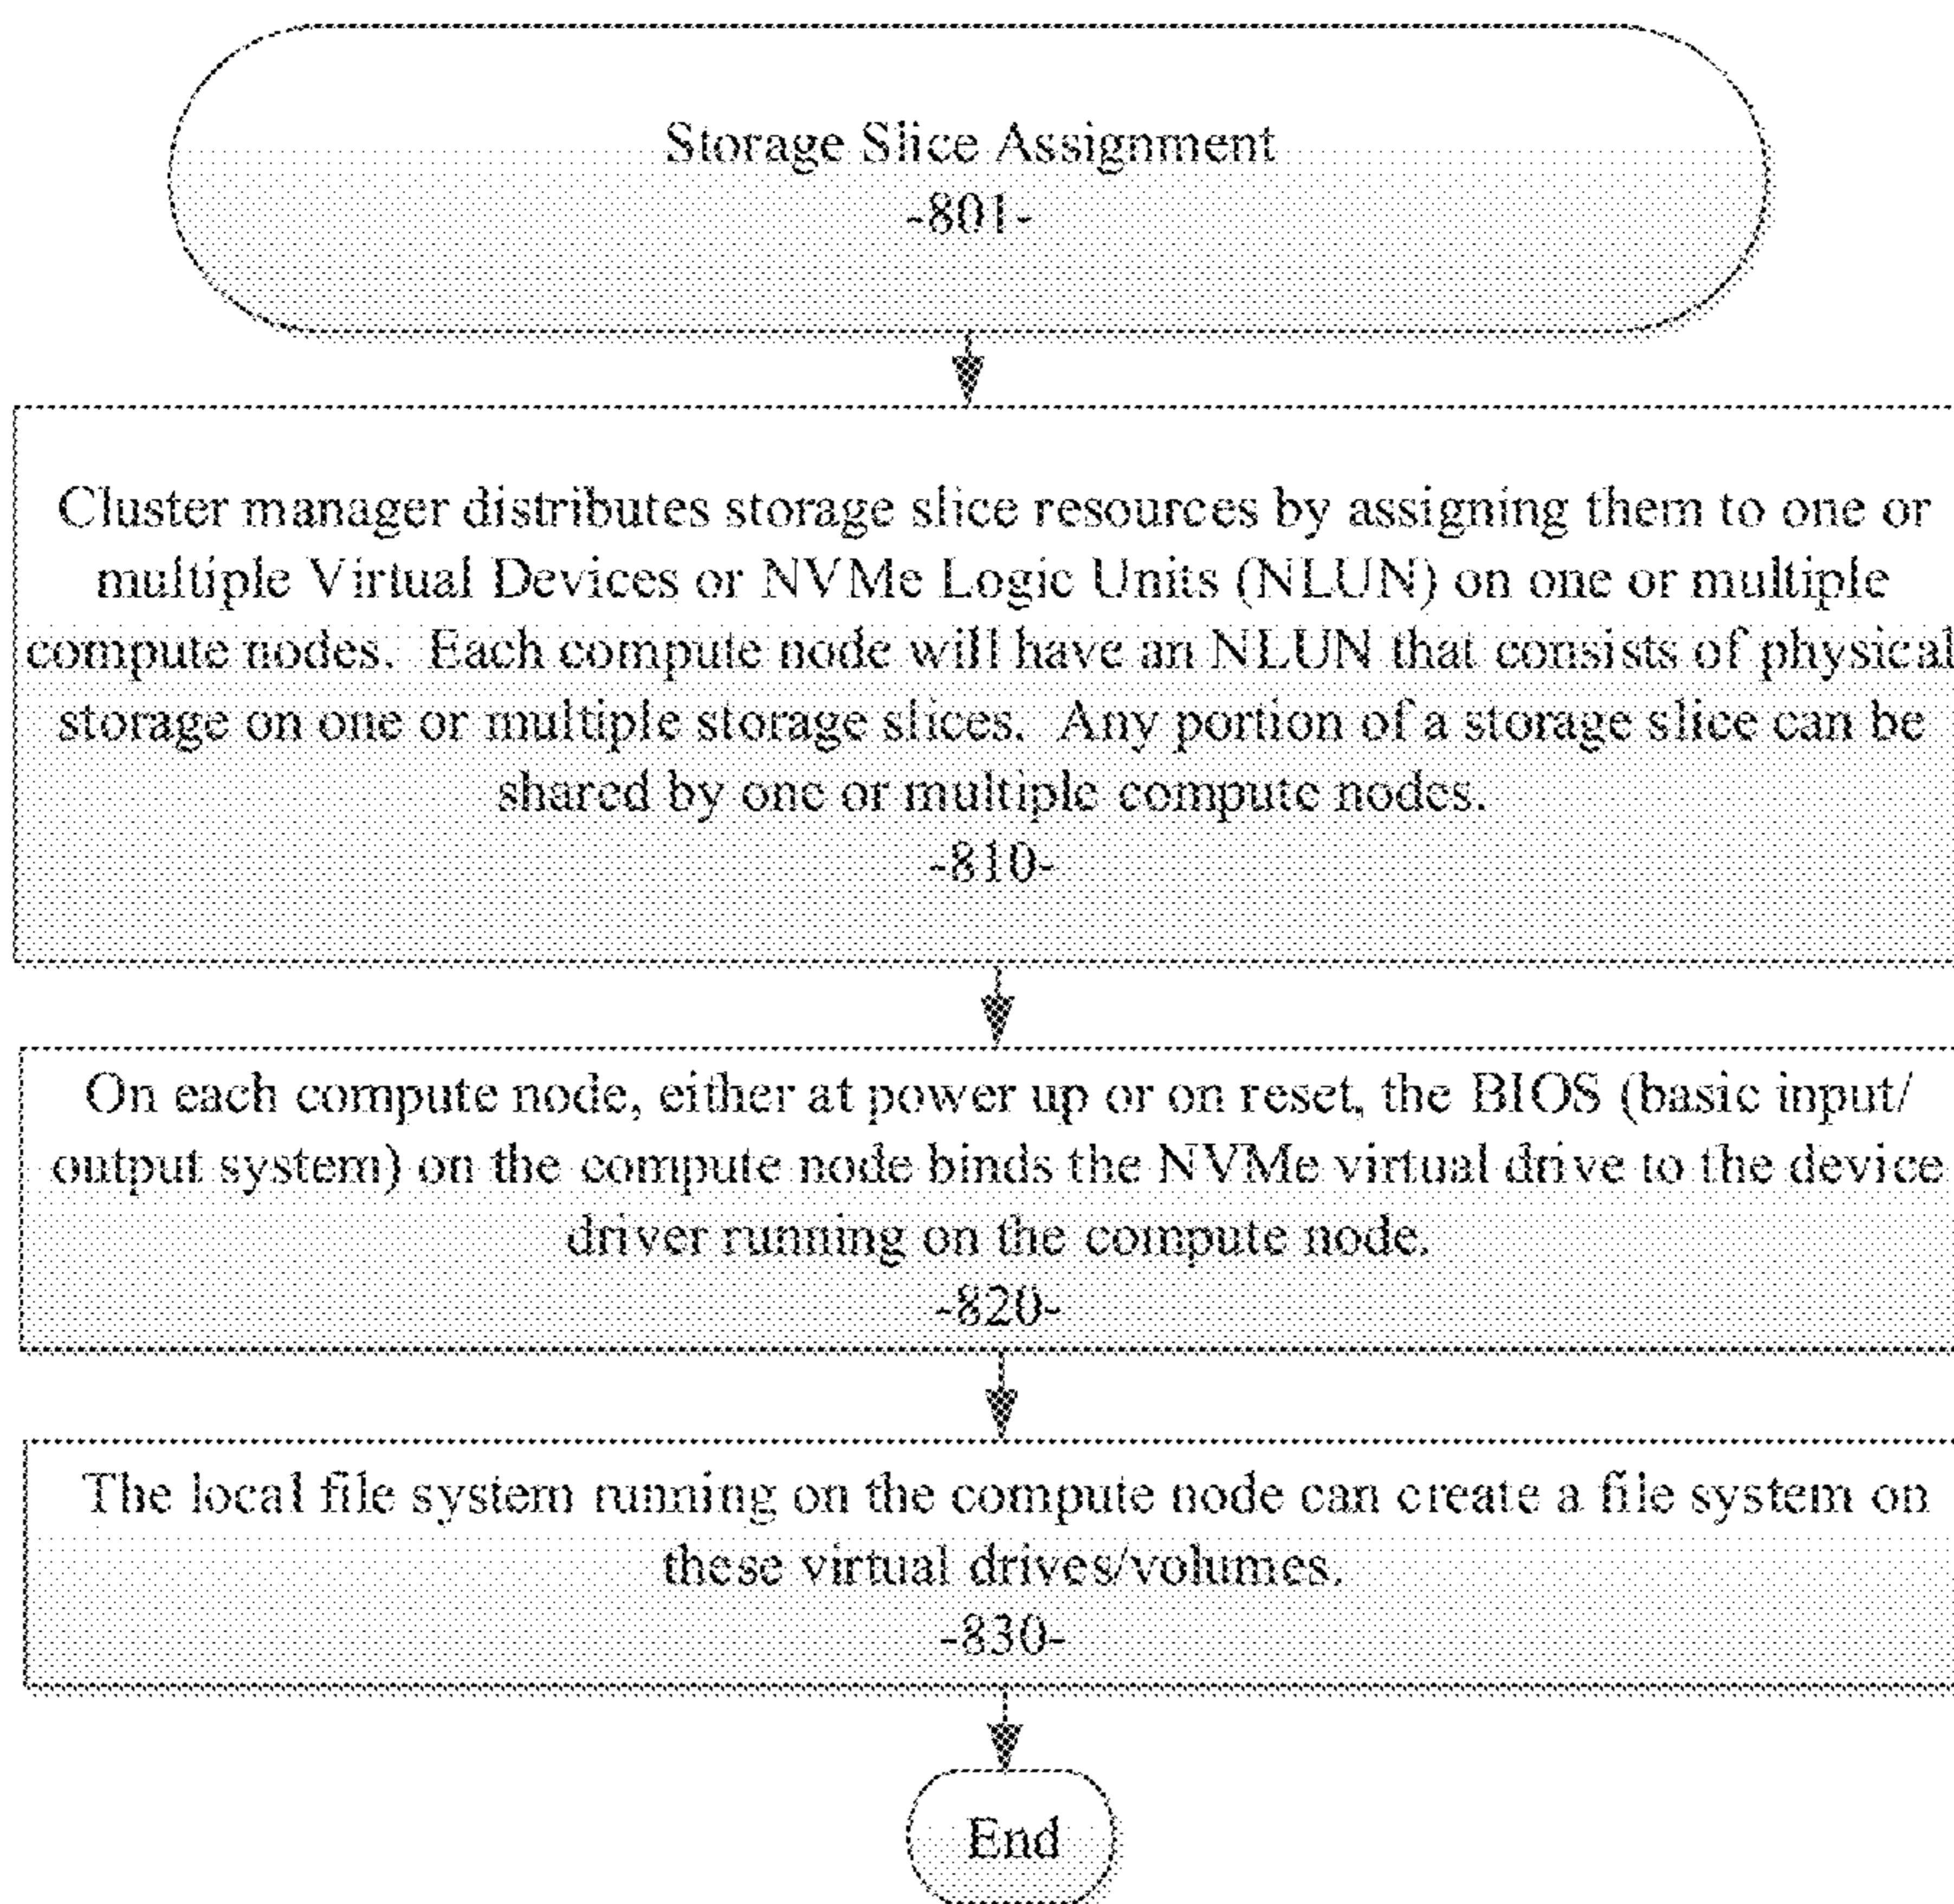 Storage Slice Assignment
-801-
Cluster manager distributes storage slice resources by assigning them to one or
multiple Virtual Devices or NVMe Logic Units (NLUN) on one or multiple
compute nodes. Each compute node will have an NLUN that consists of physical
storage on one or multiple storage slices. Any portion of a storage slice can be
shared by one or multiple compute nodes.
-810-
On each compute node, either at power up or on reset, the BIOS (basic input/
output system) on the compute node binds the NVMe virtual drive to the device
driver running on the compute node.
-820-
The local file system running on the compute node can create a file system on
these virtual drives/volumes.
-830-
End